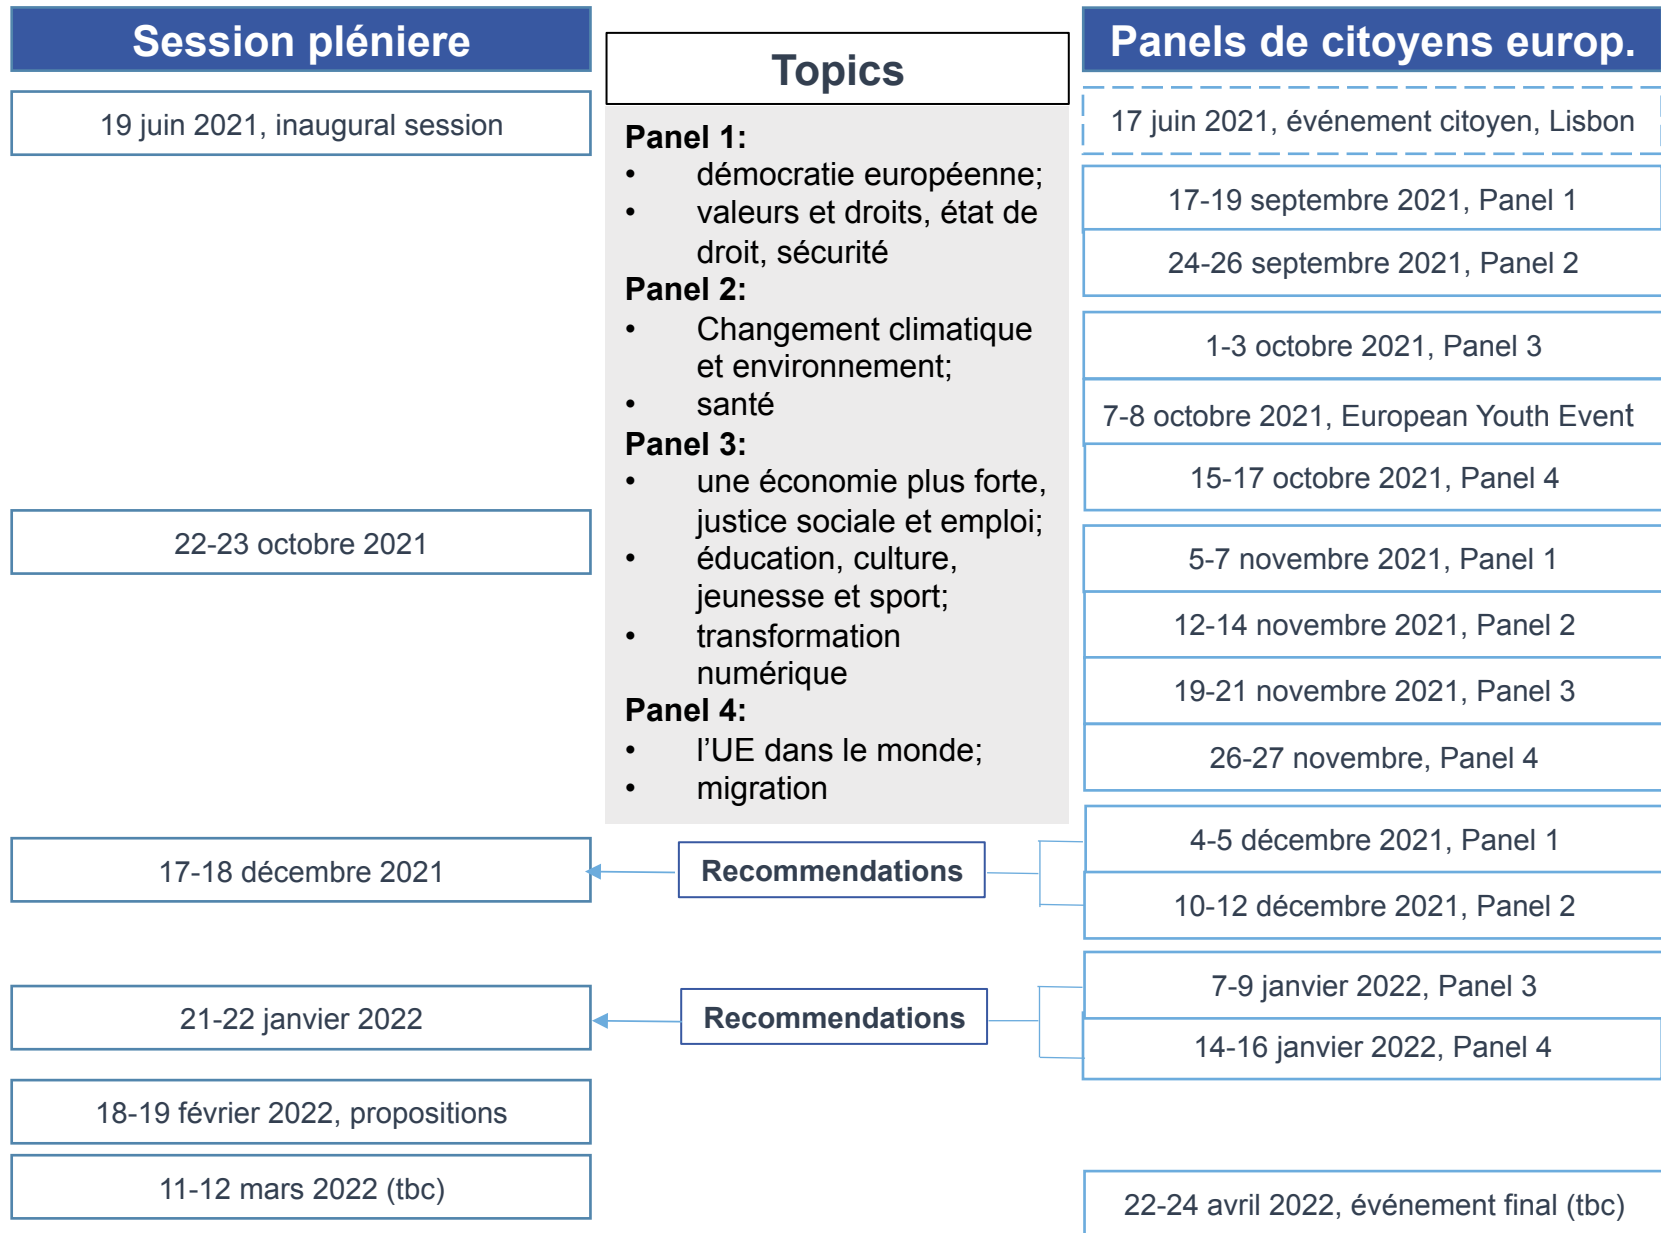 Session pléniere
19 juin 2021, inaugural session
22-23 octobre 2021
17-18 décembre 2021
21-22 janvier 2022
18-19 février 2022, propositions
11-12 mars 2022 (tbc)
Topics
Panel 1:
• démocratie européenne;
• valeurs et droits, état de
droit, sécurité
Panel 2:
• Changement climatique
et environnement;
• santé
Panel 3:
• une économie plus forte,
justice sociale et emploi;
• éducation, culture,
jeunesse et sport;
• transformation
numérique
Panel 4:
• l’UE dans le monde;
• migration
Recommendations
Recommendations
Panels de citoyens europ.
17 juin 2021, événement citoyen, Lisbon
17-19 septembre 2021, Panel 1
24-26 septembre 2021, Panel 2
1-3 octobre 2021, Panel 3
7-8 octobre 2021, European Youth Event
15-17 octobre 2021, Panel 4
5-7 novembre 2021, Panel 1
12-14 novembre 2021, Panel 2
19-21 novembre 2021, Panel 3
26-27 novembre, Panel 4
4-5 décembre 2021, Panel 1
10-12 décembre 2021, Panel 2
7-9 janvier 2022, Panel 3
14-16 janvier 2022, Panel 4
22-24 avril 2022, événement final (tbc)